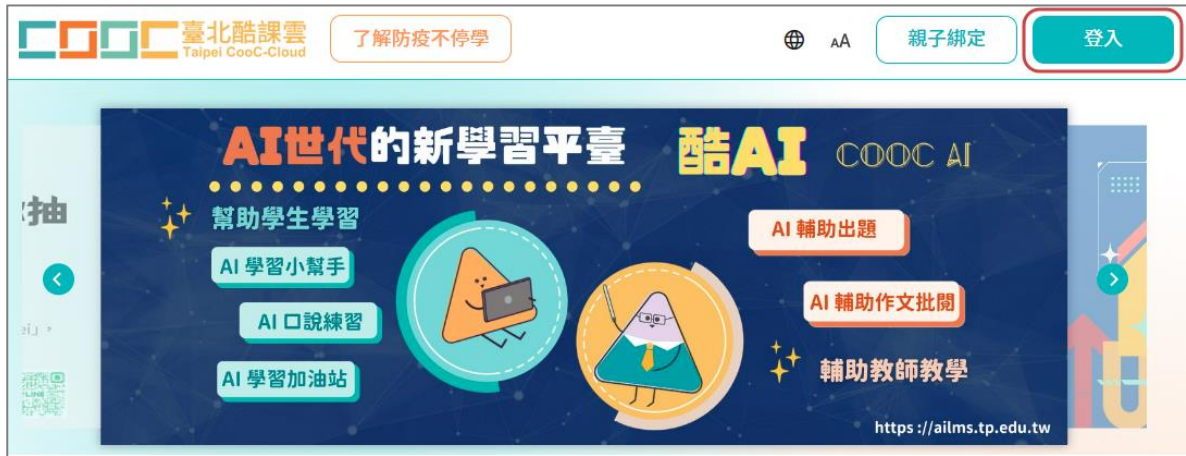 COOC 臺北酷課雲
Taipei CooC-Cloud
了解防疫不停學
AA
親子綁定
登入
AI世代的新學習平臺
酷AI
COOC AI
抽
幫助學生學習
AI 學習小幫手
AI 口說練習
AI 學習加油站
AI 輔助出題
AI 輔助作文批閱
輔助教師教學
https://ailms.tp.edu.tw